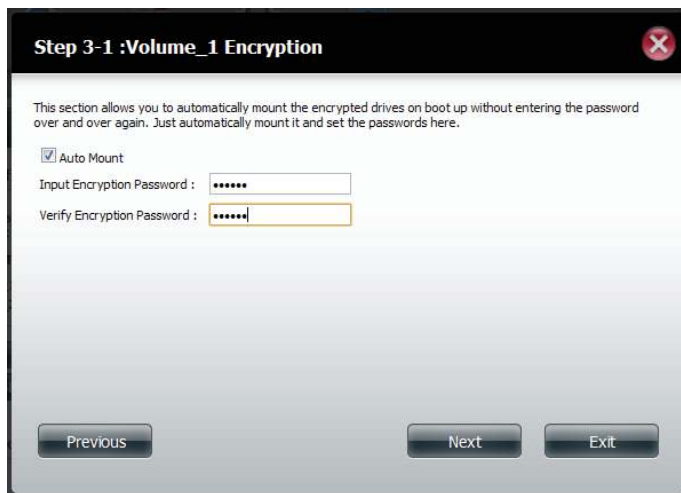 Step 3-1 :Volume_1 Encryption
This section allows you to automatically mount the encrypted drives on boot up without entering the password
over and over again. Just automatically mount it and set the passwords here.
Auto Mount
Input Encryption Password : ••••••
Verify Encryption Password : ••••••
Previous Next Exit